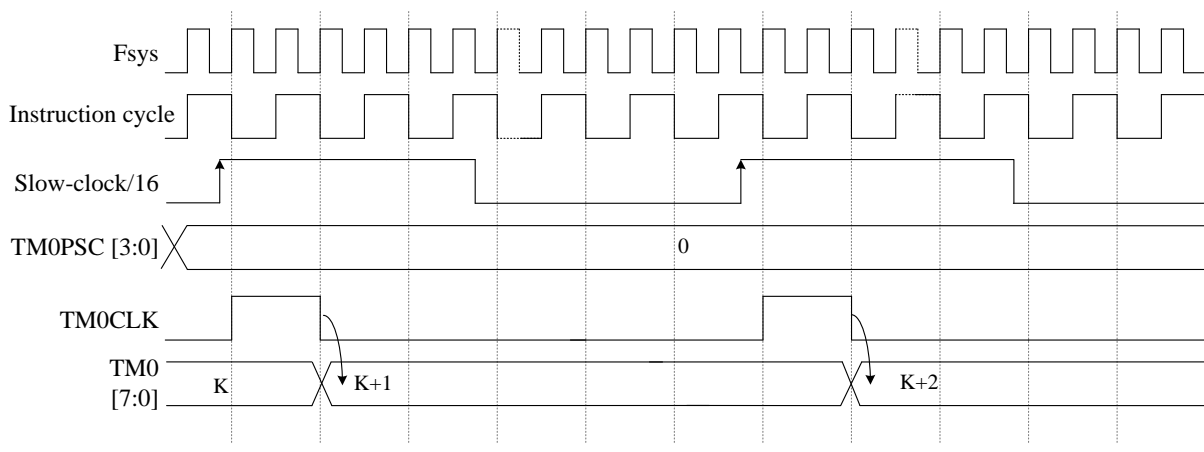 Fsys
Instruction cycle
Slow-clock/16
TM0PSC [3:0]
0
TM0CLK
TM0
[7:0]
K
K+1
K+2